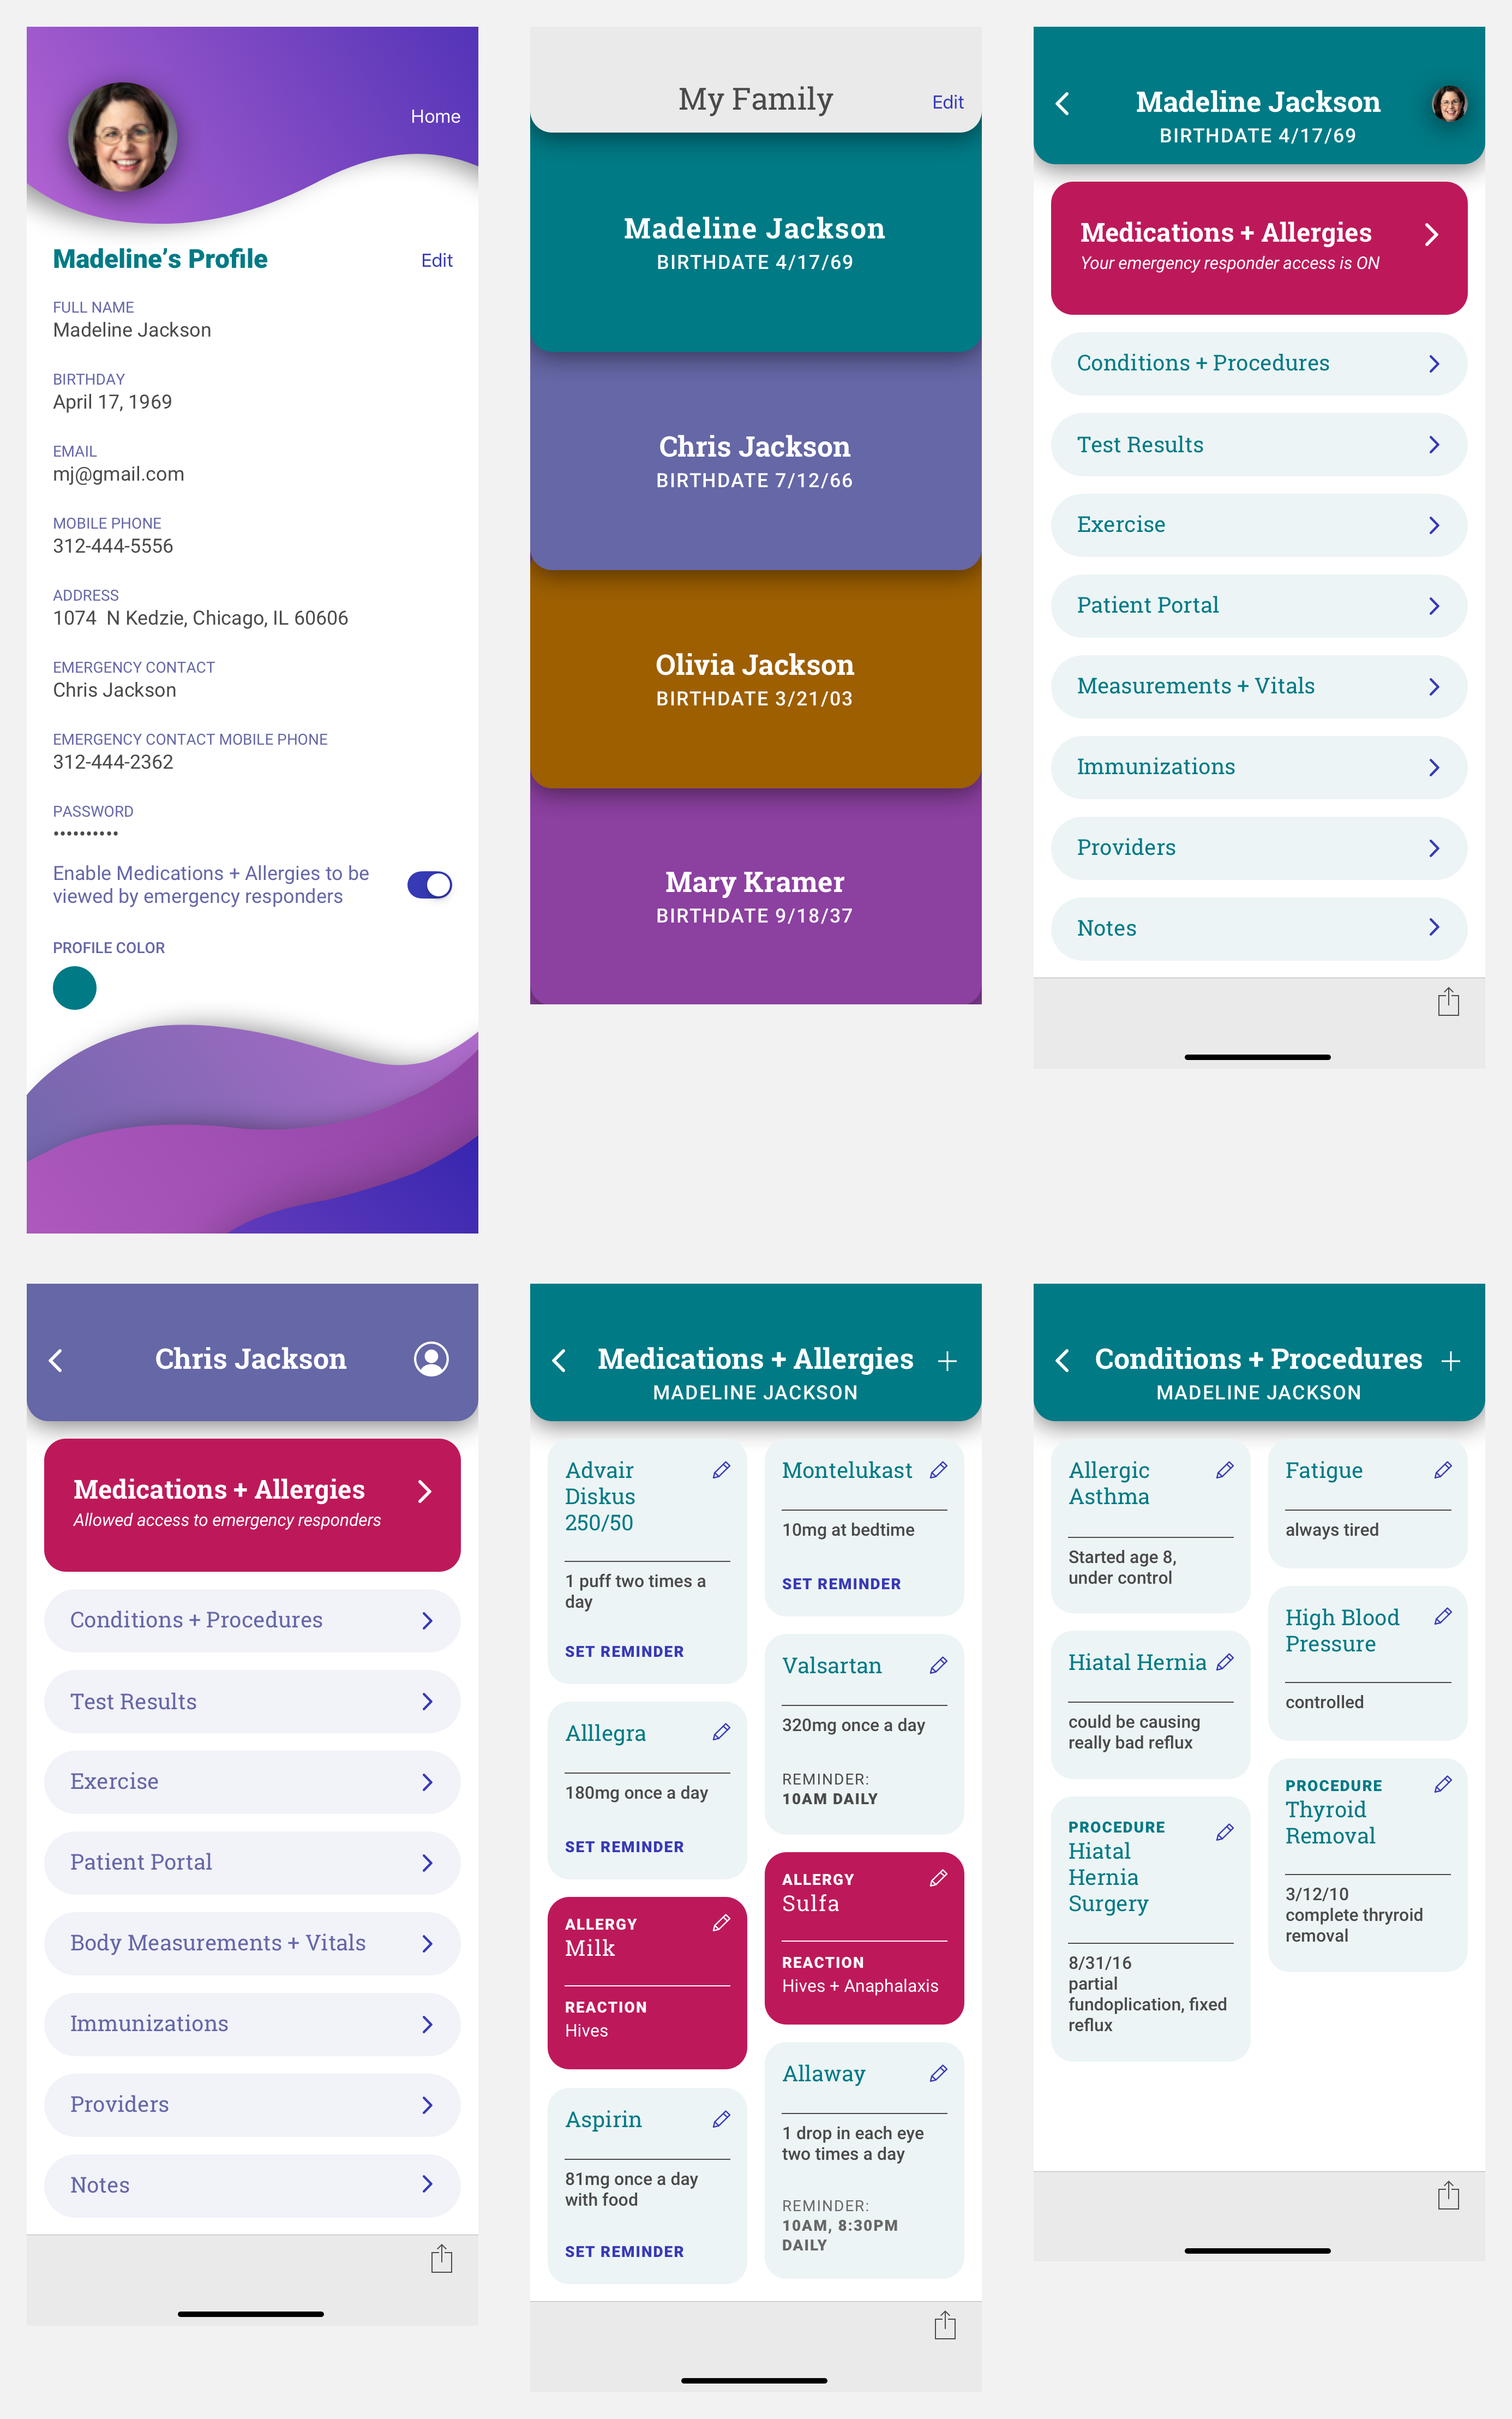 Home
Madeline’s Profile
Edit
FULL NAME
Madeline Jackson
BIRTHDAY
April 17, 1969
EMAIL
mj@gmail.com
MOBILE PHONE
312-444-5556
ADDRESS
1074  N Kedzie, Chicago, IL 60606
EMERGENCY CONTACT
Chris Jackson
EMERGENCY CONTACT MOBILE PHONE
312-444-2362
PASSWORD
••••••••••
Enable Medications + Allergies to be
viewed by emergency responders
PROFILE COLOR
My Family
Edit
Madeline Jackson
BIRTHDATE 4/17/69
Chris Jackson
BIRTHDATE 7/12/66
Olivia Jackson
BIRTHDATE 3/21/03
Mary Kramer
BIRTHDATE 9/18/37
Madeline Jackson
BIRTHDATE 4/17/69
Medications + Allergies
Your emergency responder access is ON
Conditions + Procedures
Test Results
Exercise
Patient Portal
Measurements + Vitals
Immunizations
Providers
Notes
Chris Jackson
Medications + Allergies
Allowed access to emergency responders
Conditions + Procedures
Test Results
Exercise
Patient Portal
Body Measurements + Vitals
Immunizations
Providers
Notes
Medications + Allergies
MADELINE JACKSON
Advair
Diskus
250/50
1 puff two times a
day
SET REMINDER
Alllegra
180mg once a day
SET REMINDER
ALLERGY
Milk
REACTION
Hives
Aspirin
81mg once a day
with food
SET REMINDER
Montelukast
10mg at bedtime
SET REMINDER
Valsartan
320mg once a day
REMINDER:
10AM DAILY
ALLERGY
Sulfa
REACTION
Hives + Anaphalaxis
Allaway
1 drop in each eye
two times a day
REMINDER:
10AM, 8:30PM
DAILY
Conditions + Procedures
MADELINE JACKSON
Allergic
Asthma
Started age 8,
under control
Hiatal Hernia
could be causing
really bad reflux
PROCEDURE
Hiatal
Hernia
Surgery
8/31/16
partial
fundoplication, fixed
reflux
Fatigue
always tired
High Blood
Pressure
controlled
PROCEDURE
Thyroid
Removal
3/12/10
complete thryroid
removal